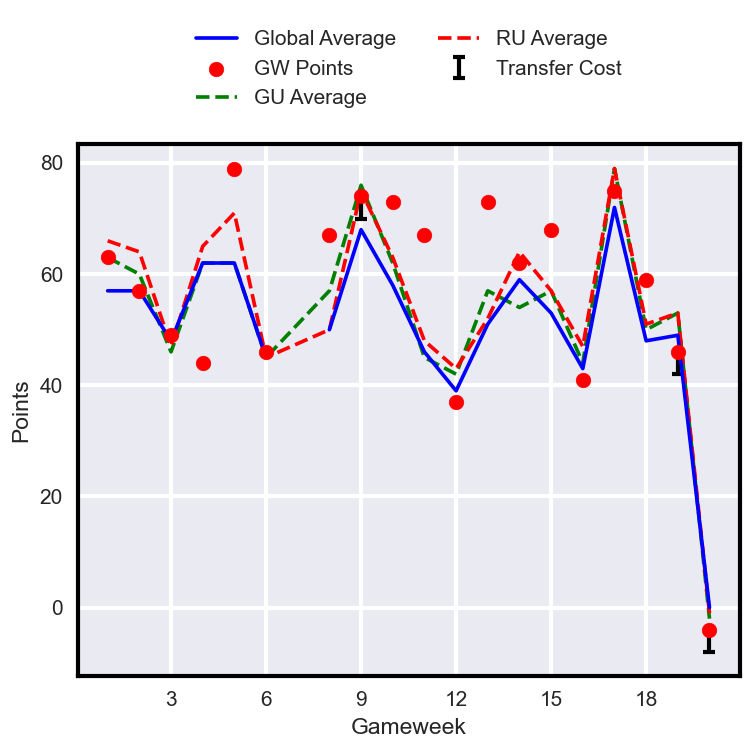 Global Average
GW Points
GU Average
RU Average
Transfer Cost
80
60
40
20
0
Points
3 6 9 12 15 18
Gameweek